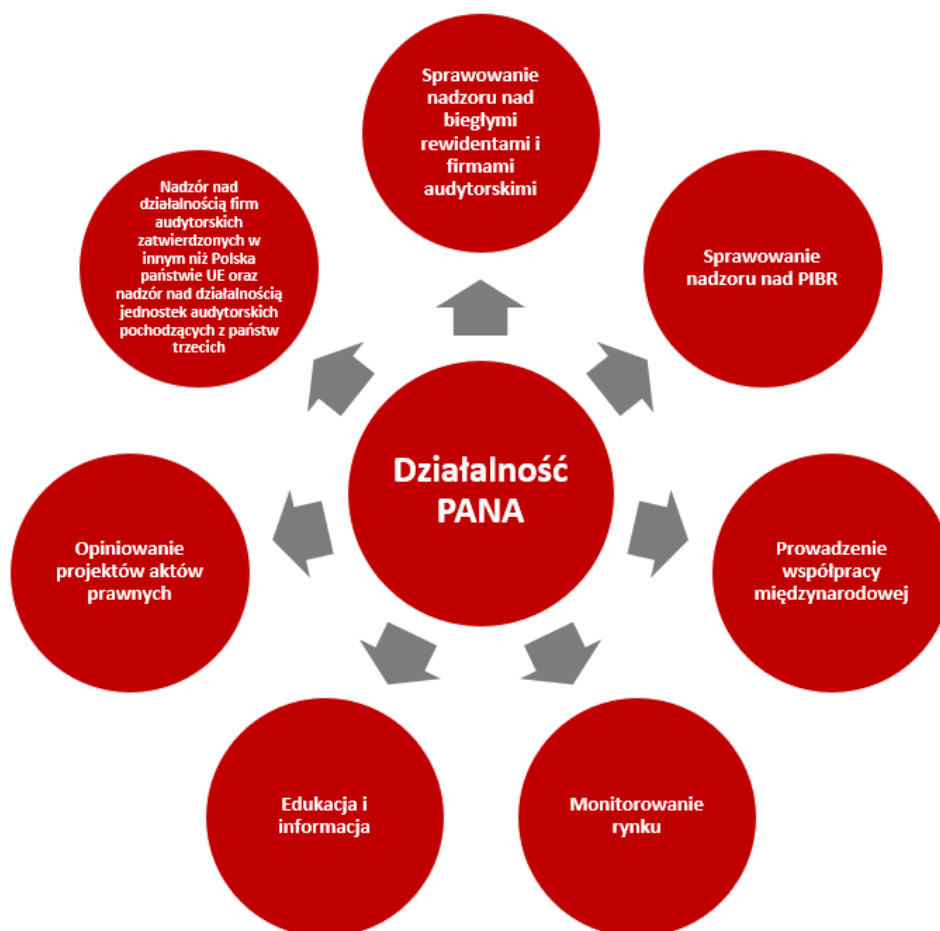 Sprawowanie
nadzoru nad
biegłymi
rewidentami i
firmami
audytorskimi
Sprawowanie
nadzoru nad PIBR
Prowadzenie
współpracy
międzynarodowej
Monitorowanie
rynku
Edukacja i
informacja
Opiniowanie
projektów aktów
prawnych
Nadzór nad
działalnością firm
audytorskich
zatwierdzonych w
innym niż Polska
państwie UE oraz
nadzór nad działalnością
jednostek audytorskich
pochodzących z państw
trzecich
Działalność
PANA